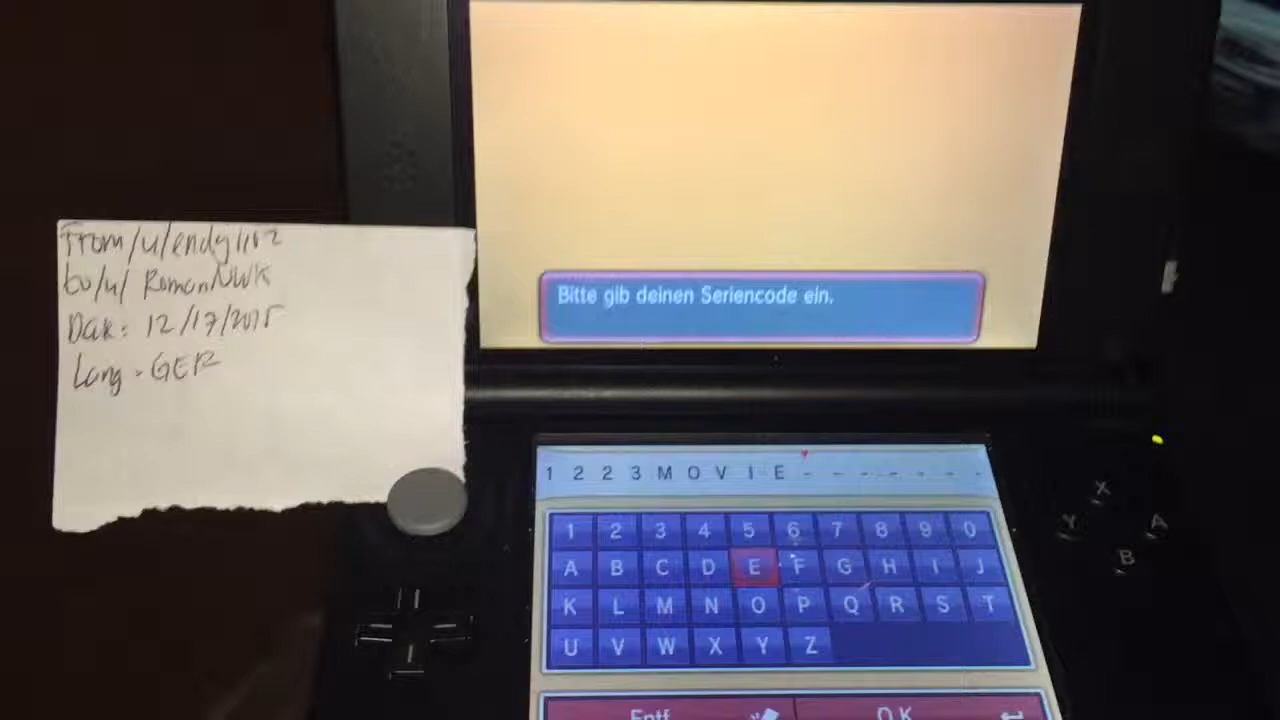 From/u/endy1102
to/u/ RomanNWK
Date: 12/17/2015
Lang - GER
Bitte gib deinen Seriencode ein.
1 2 2 3 M O V I E - - - - - - -
1 2 3 4 5 6 7 8 9 0
A B C D E F G H I J
K L M N O P Q R S T
U V W X Y Z
Entf. OK
X
Y A
B